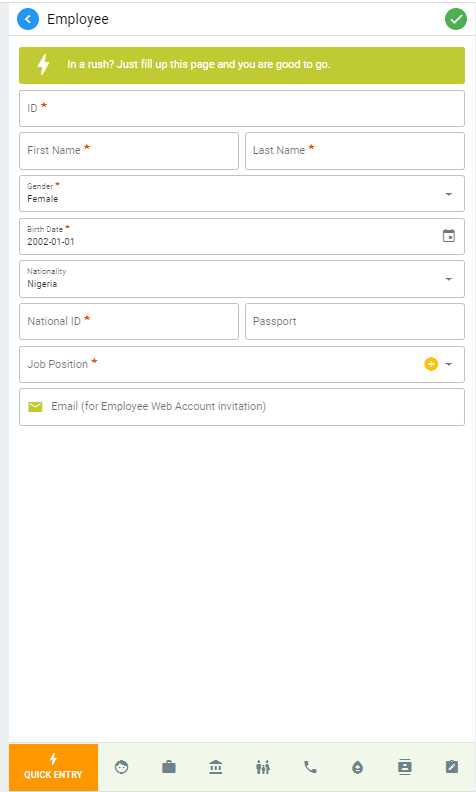 Employee
In a rush? Just fill up this page and you are good to go.
ID *
First Name *
Last Name *
Gender *
Female
Birth Date *
2002-01-01
Nationality
Nigeria
National ID *
Passport
Job Position *
Email (for Employee Web Account invitation)
QUICK ENTRY